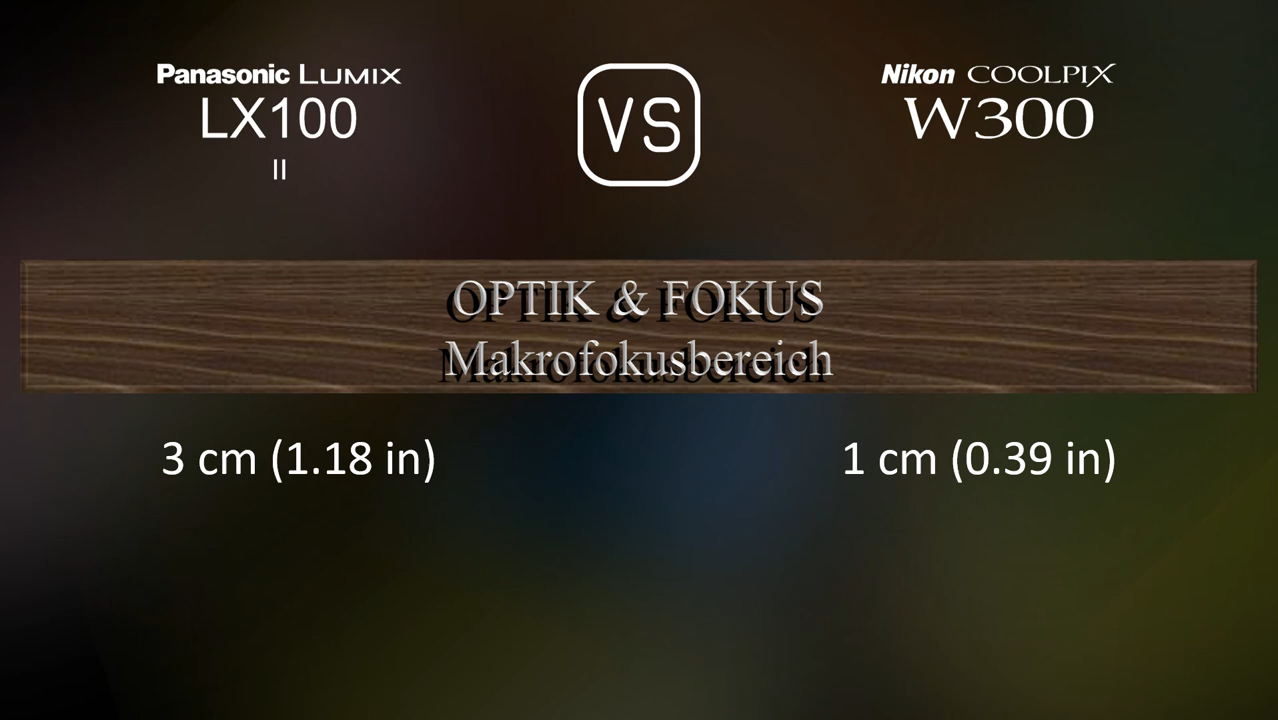 Panasonic LUMIX
LX100
II
VS
Nikon COOLPIX
W300
OPTIK & FOKUS
Makrofokusbereich
3 cm (1.18 in)
1 cm (0.39 in)